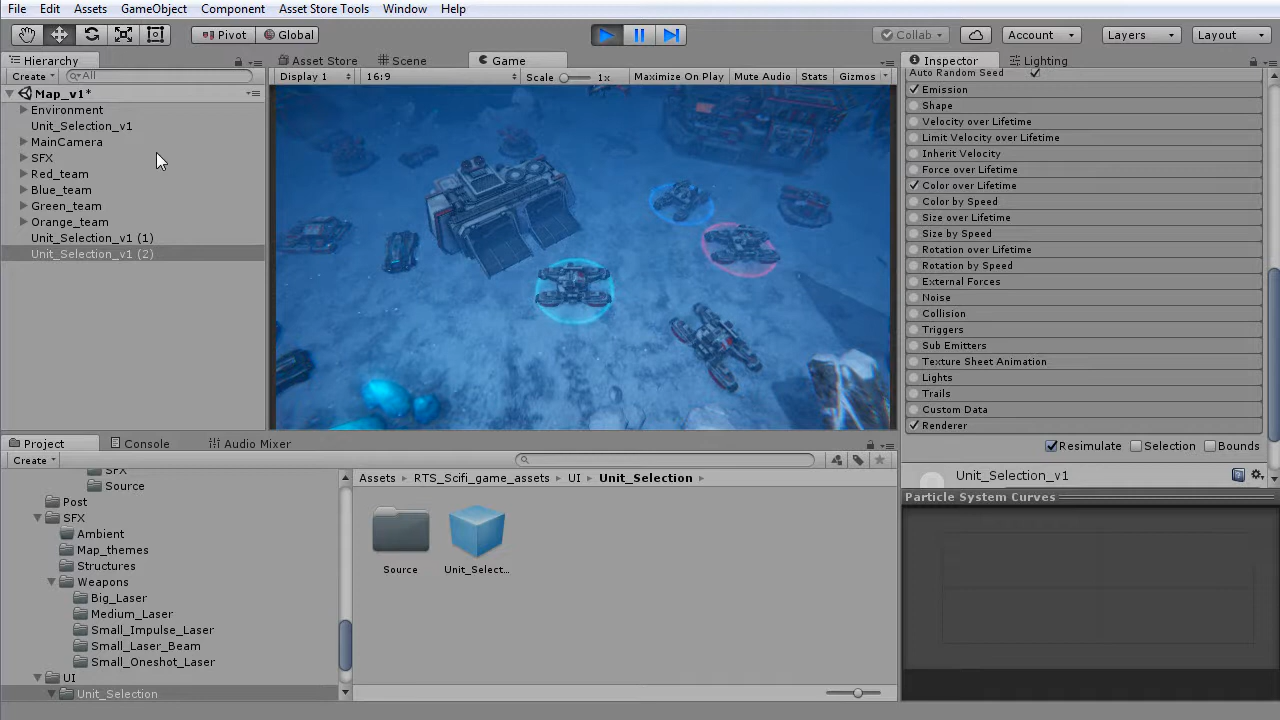 File Edit Assets GameObject Component Asset Store Tools Window Help
Pivot Global Collab Account Layers Layout
Hierarchy
Create All
Map_v1*
Environment
Unit_Selection_v1
MainCamera
SFX
Red_team
Blue_team
Green_team
Orange_team
Unit_Selection_v1 (1)
Unit_Selection_v1 (2)
Asset Store Scene Game
Display 1 16:9 Scale 1x Maximize On Play Mute Audio Stats Gizmos
Inspector Lighting
Auto Random Seed
Emission
Shape
Velocity over Lifetime
Limit Velocity over Lifetime
Inherit Velocity
Force over Lifetime
Color over Lifetime
Color by Speed
Size over Lifetime
Size by Speed
Rotation over Lifetime
Rotation by Speed
External Forces
Noise
Collision
Triggers
Sub Emitters
Texture Sheet Animation
Lights
Trails
Custom Data
Renderer
Resimulate Selection Bounds
Unit_Selection_v1
Particle System Curves
Project Console Audio Mixer
Create
SFX
Source
Post
SFX
Ambient
Map_themes
Structures
Weapons
Big_Laser
Medium_Laser
Small_Impulse_Laser
Small_Laser_Beam
Small_Oneshot_Laser
UI
Unit_Selection
Assets RTS_Scifi_game_assets UI Unit_Selection
Source Unit_Select...